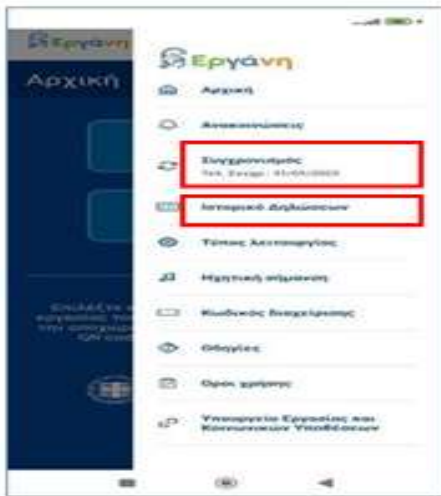 Εργάνη
Εργάνη
Αρχική
Αρχική
Ανακοινώσεις
Συγχρονισμός
Ιστορικό Δηλώσεων
Τύπος Λειτουργίας
Ηχητική σήμανση
Κωδικός διαχείρισης
Οδηγίες
Όροι χρήσης
Υπουργείο Εργασίας και
Κοινωνικών Υποθέσεων